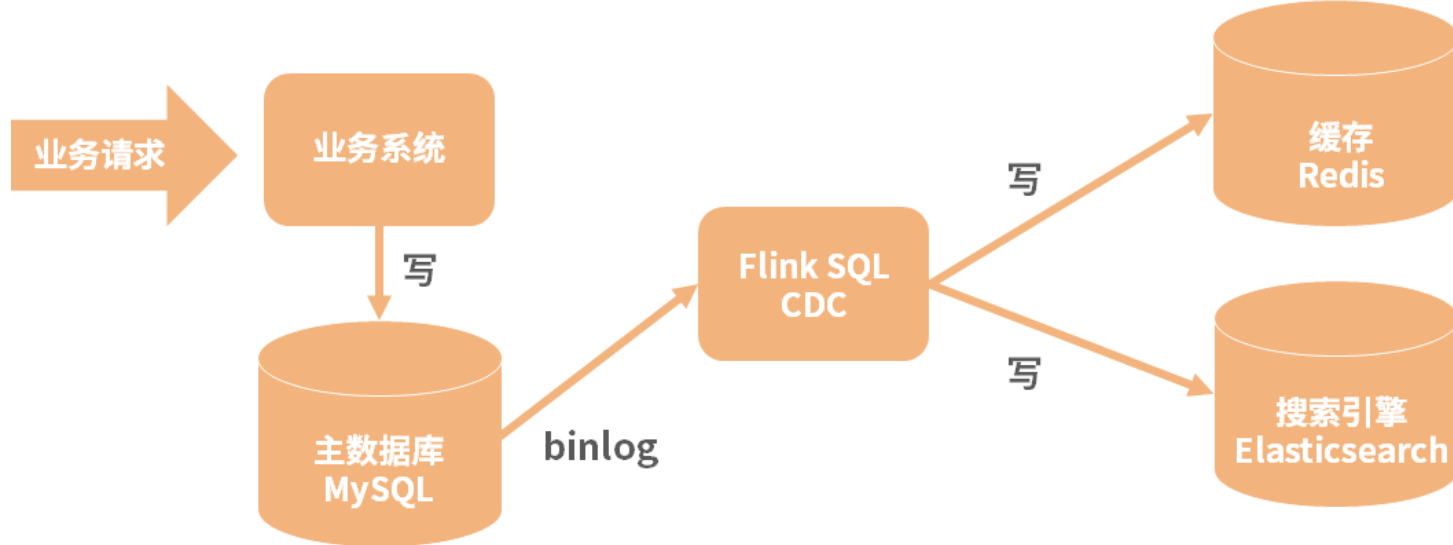 业务请求
业务系统
写
主数据库
MySQL
binlog
Flink SQL
CDC
写
写
缓存
Redis
搜索引擎
Elasticsearch